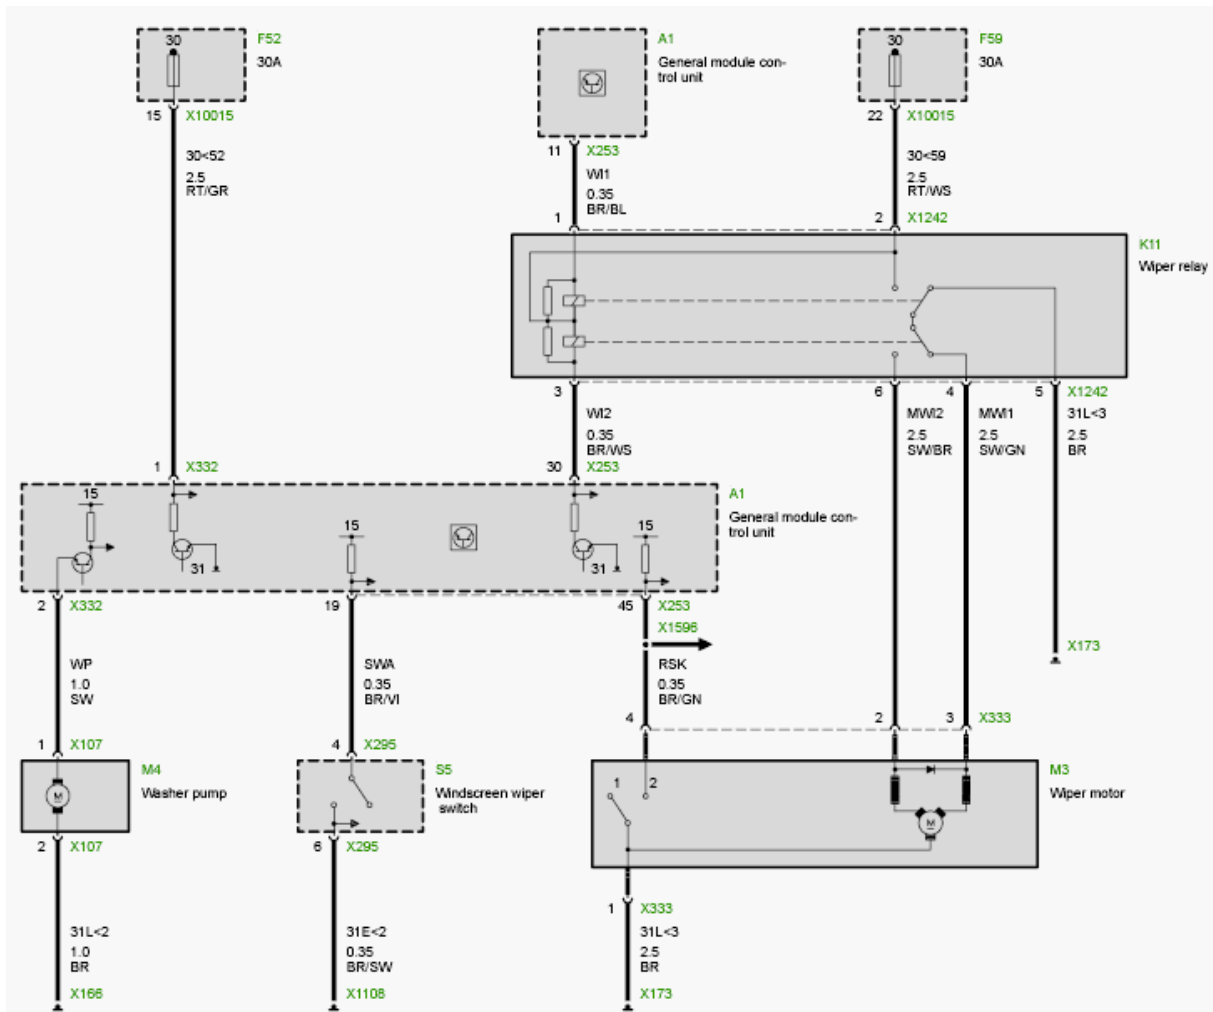 30
F52
30A
A1
General module con-
trol unit
30
F59
30A
15 X10015
11 X253
22 X10015
30<52
2.5
RT/GR
WI1
0.35
BR/BL
30<59
2.5
RT/WS
1
2 X1242
K11
Wiper relay
3
6
4
5 X1242
WI2
0.35
BR/WS
MWI2
2.5
SW/BR
MWI1
2.5
SW/GN
31L<3
2.5
BR
1 X332
30 X253
15
31
15
31
15
A1
General module con-
trol unit
2 X332
19
45 X253
X1596
X173
WP
1.0
SW
SWA
0.35
BR/VI
RSK
0.35
BR/GN
4
2
3 X333
1 X107
4 X295
M4
Washer pump
M
S5
Windscreen wiper
switch
1
2
M
M3
Wiper motor
2 X107
6 X295
1 X333
31L<2
1.0
BR
31E<2
0.35
BR/SW
31L<3
2.5
BR
X166
X1108
X173